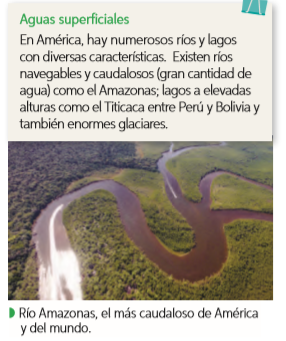 Aguas superficiales
En América, hay numerosos ríos y lagos
con diversas características. Existen ríos
navegables y caudalosos (gran cantidad de
agua) como el Amazonas; lagos a elevadas
alturas como el Titicaca entre Perú y Bolivia y
también enormes glaciares.
Río Amazonas, el más caudaloso de América
y del mundo.